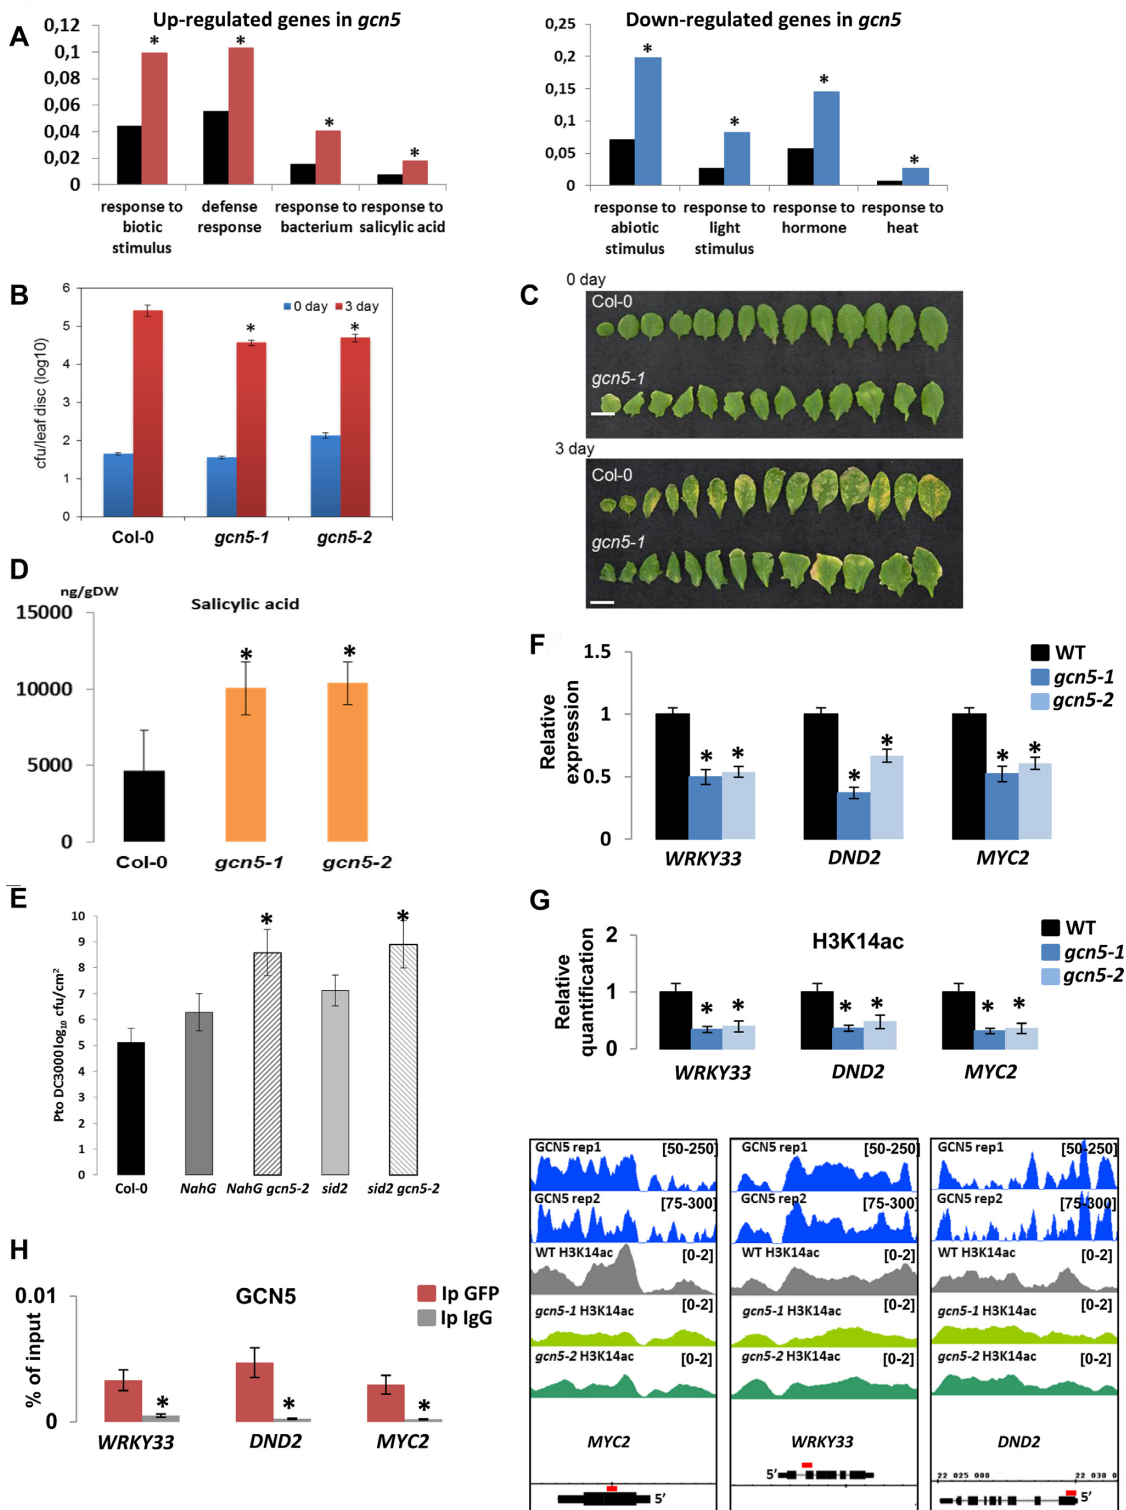 A
Up-regulated genes in gcn5
0,12
0,1
0,08
0,06
0,04
0,02
0
*
*
*
*
response to biotic stimulus
defense response
response to bacterium
response to salicylic acid
Down-regulated genes in gcn5
0,25
0,2
0,15
0,1
0,05
0
*
*
*
*
response to abiotic stimulus
response to light stimulus
response to hormone
response to heat
B
cfu/leaf disc (log10)
6
5
4
3
2
1
0
0 day
3 day
*
*
Col-0
gcn5-1
gcn5-2
C
0 day
Col-0
gcn5-1
3 day
Col-0
gcn5-1
D
ng/gDW
Salicylic acid
15000
10000
5000
0
*
*
Col-0
gcn5-1
gcn5-2
E
Pto DC3000 log10 cfu/cm2
10
9
8
7
6
5
4
3
2
1
0
*
*
Col-0
NahG
NahG gcn5-2
sid2
sid2 gcn5-2
F
Relative expression
1.5
1
0.5
0
WT
gcn5-1
gcn5-2
*
*
*
*
*
*
WRKY33
DND2
MYC2
G
H3K14ac
Relative quantification
2
1
0
WT
gcn5-1
gcn5-2
*
*
*
*
*
*
WRKY33
DND2
MYC2
GCN5 rep1 [50-250]
GCN5 rep2 [75-300]
WT H3K14ac [0-2]
gcn5-1 H3K14ac [0-2]
gcn5-2 H3K14ac [0-2]
MYC2
5’
GCN5 rep1 [50-250]
GCN5 rep2 [75-300]
WT H3K14ac [0-2]
gcn5-1 H3K14ac [0-2]
gcn5-2 H3K14ac [0-2]
WRKY33
5’
GCN5 rep1 [50-250]
GCN5 rep2 [75-300]
WT H3K14ac [0-2]
gcn5-1 H3K14ac [0-2]
gcn5-2 H3K14ac [0-2]
DND2
22 025 000
22 030 0
5’
H
GCN5
% of input
0.01
0
Ip GFP
Ip IgG
*
*
*
WRKY33
DND2
MYC2